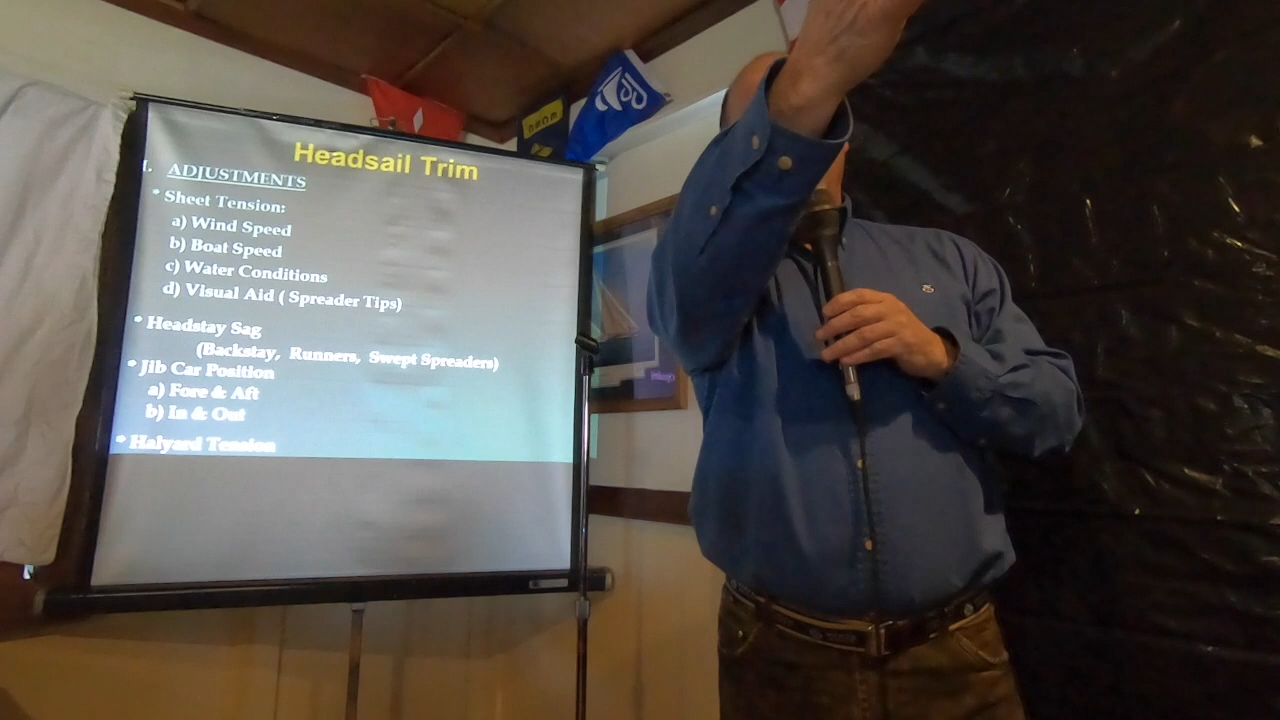 Headsail Trim
I. ADJUSTMENTS
* Sheet Tension:
a) Wind Speed
b) Boat Speed
c) Water Conditions
d) Visual Aid ( Spreader Tips)
* Headstay Sag
(Backstay, Runners, Swept Spreaders)
* Jib Car Position
a) Fore & Aft
b) In & Out
* Halyard Tension